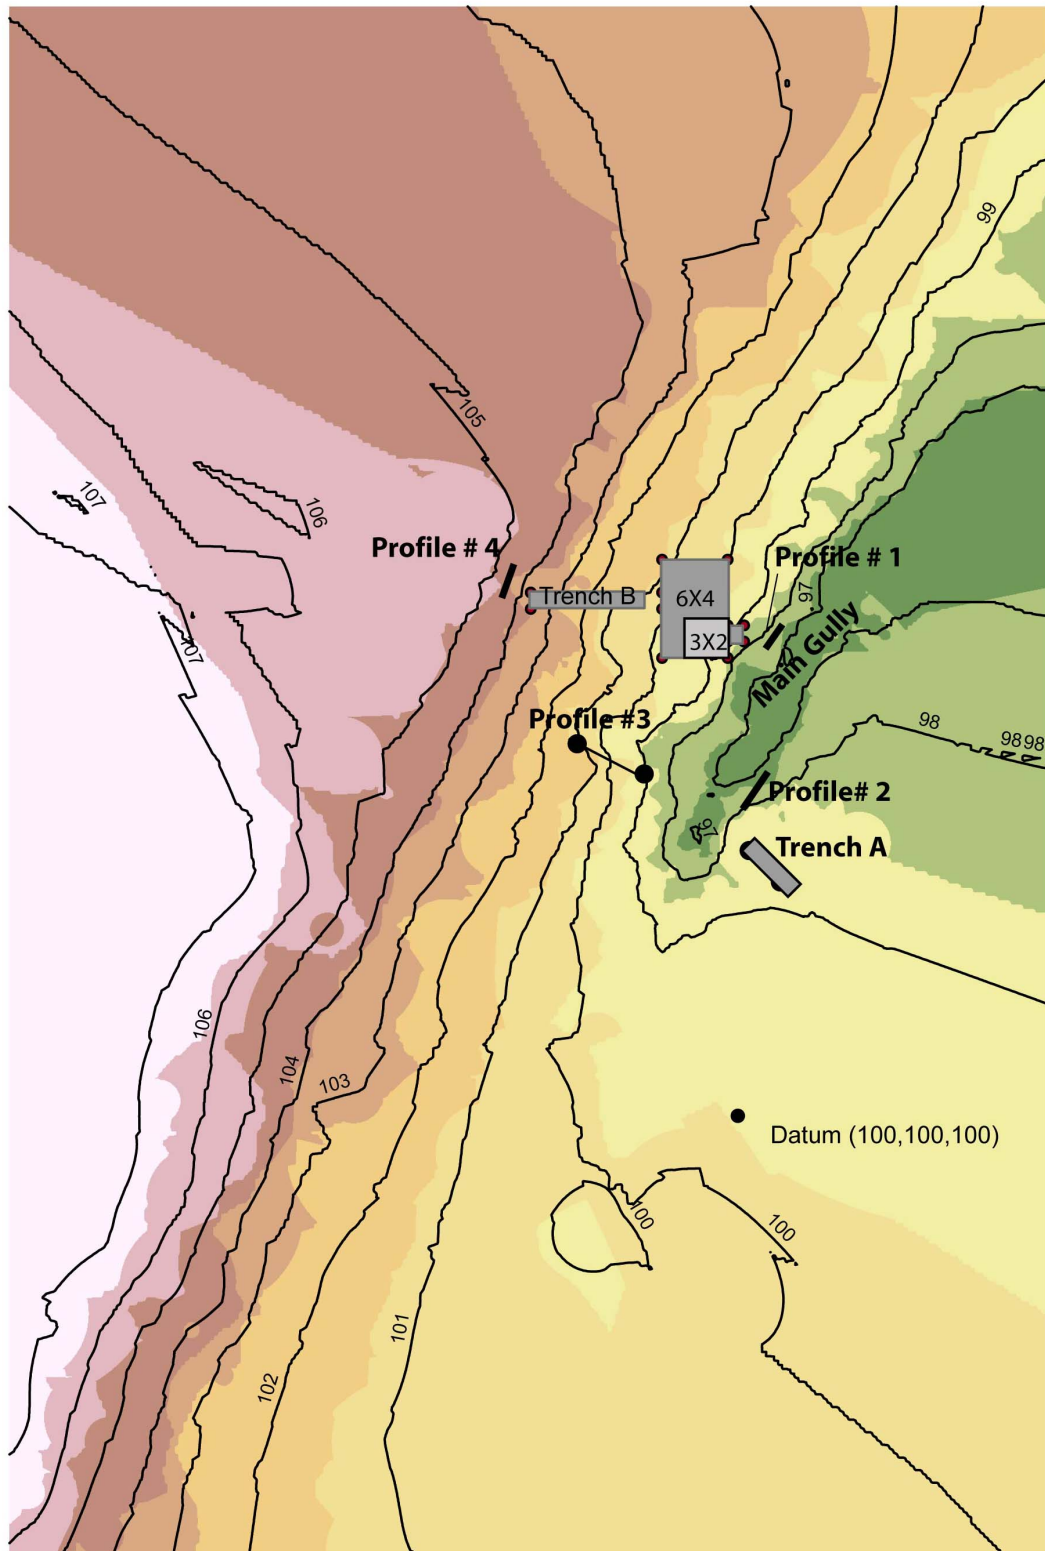 99
105
107
106
Profile # 4
Profile # 1
Trench B
6X4
97
3X2
Main Gully
107
Profile #3
98
98
98
Profile# 2
97
Trench A
106
104
103
Datum (100,100,100)
100
100
101
102